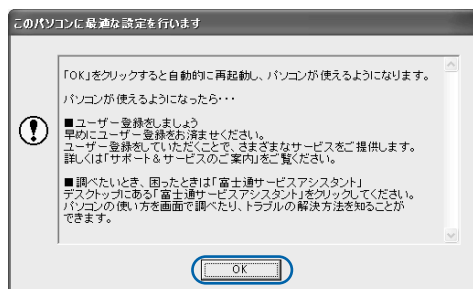 このパソコンに最適な設定を行います
「OK」をクリックすると自動的に再起動し、パソコンが使えるようになります。
パソコンが使えるようになったら・・・
■ユーザー登録をしましょう
早めにユーザー登録をお済ませください。
ユーザー登録をしていただくことで、さまざまなサービスをご提供します。
詳しくは「サポート＆サービスのご案内」をご覧ください。
■調べたいとき、困ったときは「富士通サービスアシスタント」
デスクトップにある「富士通サービスアシスタント」をクリックしてください。
パソコンの使い方を画面で調べたり、トラブルの解決方法を知ることが
できます。
OK